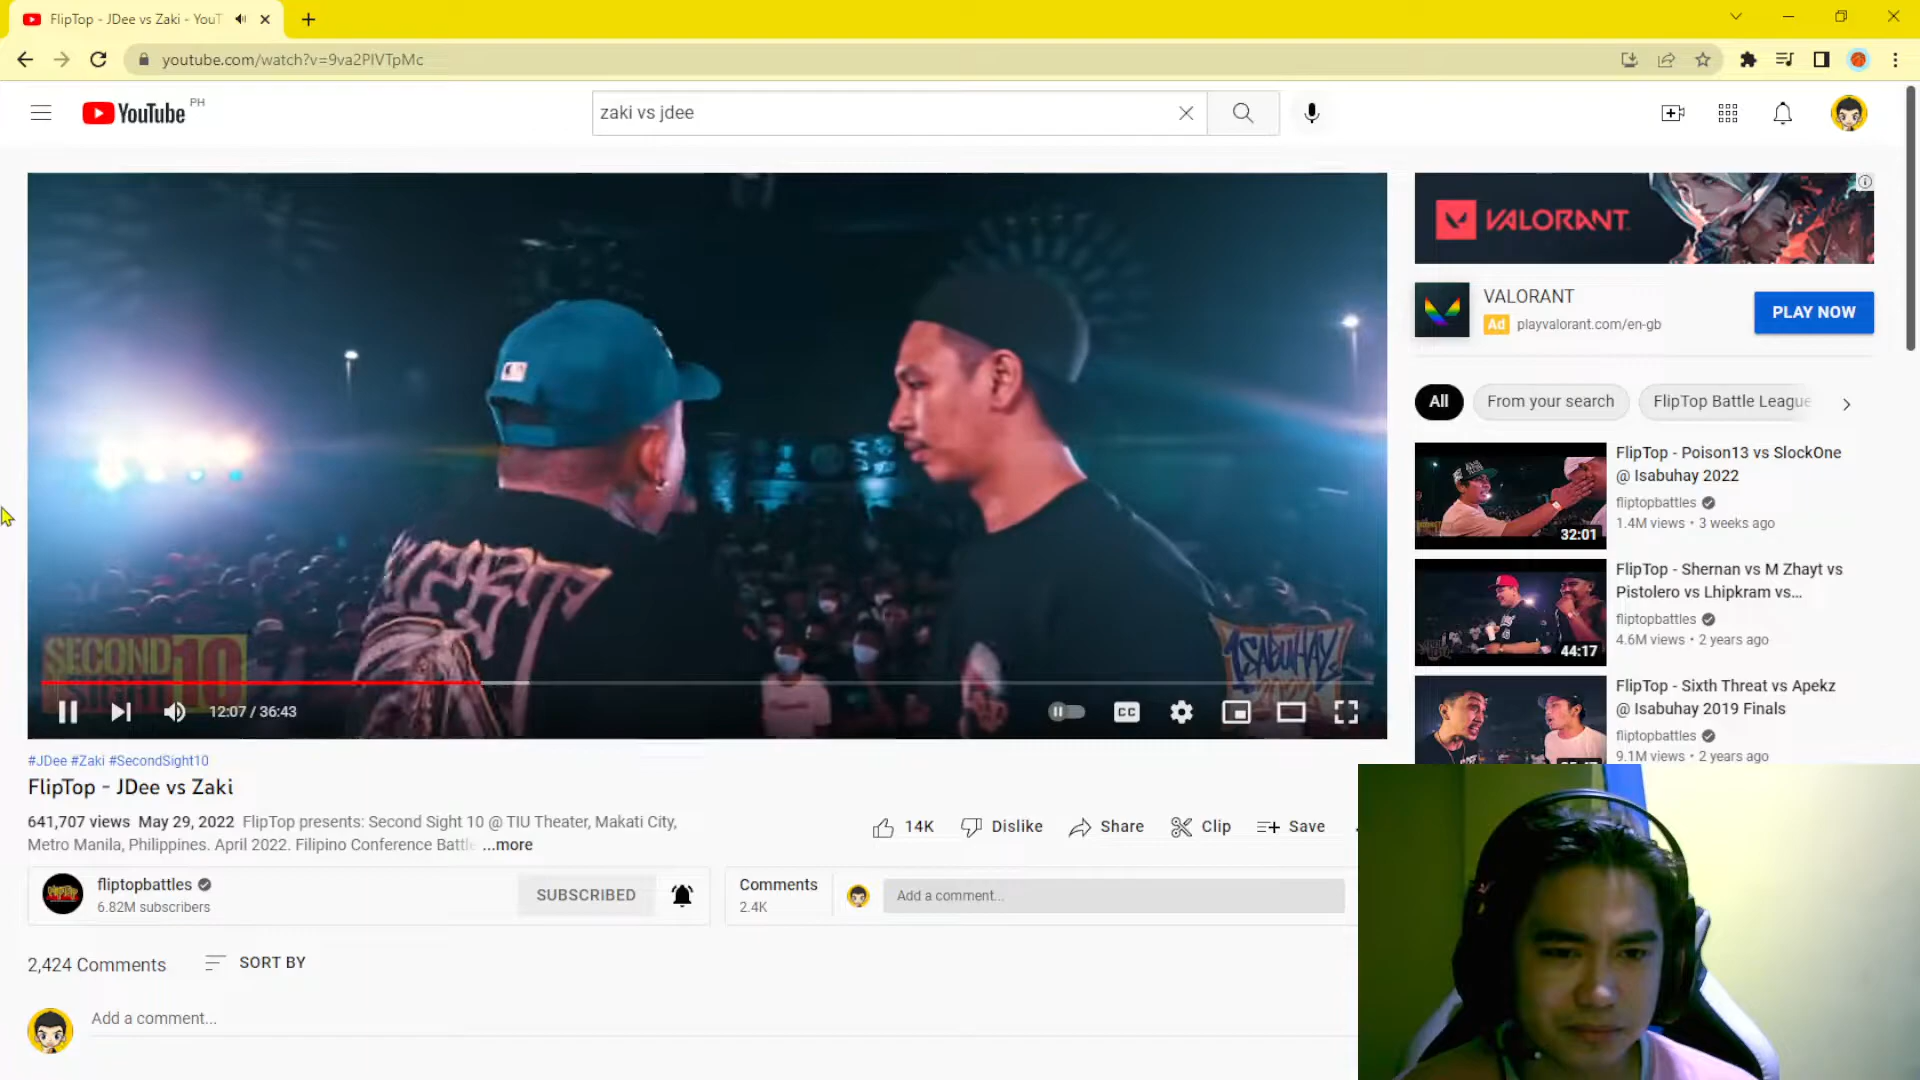 FlipTop - JDee vs Zaki - YouT
youtube.com/watch?v=9va2PIVTpMc
YouTube PH
zaki vs jdee
SECOND
SIGHT 10
ISABUHAY
12:07 / 36:43
CC
#JDee #Zaki #SecondSight10
FlipTop - JDee vs Zaki
641,707 views May 29, 2022 FlipTop presents: Second Sight 10 @ TIU Theater, Makati City,
Metro Manila, Philippines. April 2022. Filipino Conference Battle ...more
14K Dislike Share Clip Save
fliptopbattles
6.82M subscribers
SUBSCRIBED
Comments
2.4K
Add a comment...
2,424 Comments SORT BY
Add a comment...
VALORANT
VALORANT
Ad playvalorant.com/en-gb
PLAY NOW
All From your search FlipTop Battle League
FlipTop - Poison13 vs SlockOne
@ Isabuhay 2022
fliptopbattles
1.4M views • 3 weeks ago
32:01
FlipTop - Shernan vs M Zhayt vs
Pistolero vs Lhipkram vs...
fliptopbattles
4.6M views • 2 years ago
44:17
FlipTop - Sixth Threat vs Apekz
@ Isabuhay 2019 Finals
fliptopbattles
9.1M views • 2 years ago